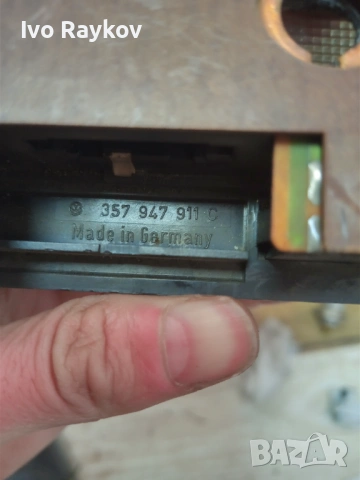 Ivo Raykov
357 947 911 C
Made in Germany
BAZAR